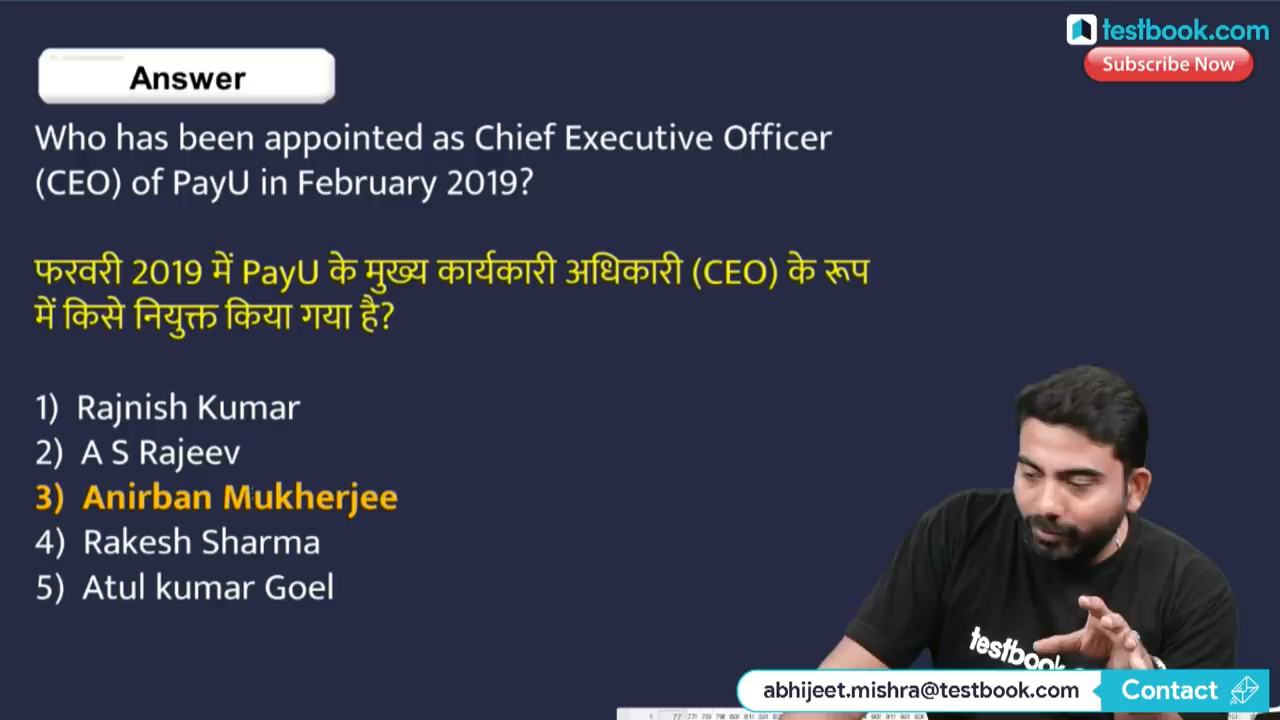 testbook.com
Subscribe Now
Answer
Who has been appointed as Chief Executive Officer
(CEO) of PayU in February 2019?
फरवरी 2019 में PayU के मुख्य कार्यकारी अधिकारी (CEO) के रूप
में किसे नियुक्त किया गया है?
1) Rajnish Kumar
2) A S Rajeev
3) Anirban Mukherjee
4) Rakesh Sharma
5) Atul kumar Goel
testbook
abhijeet.mishra@testbook.com
Contact